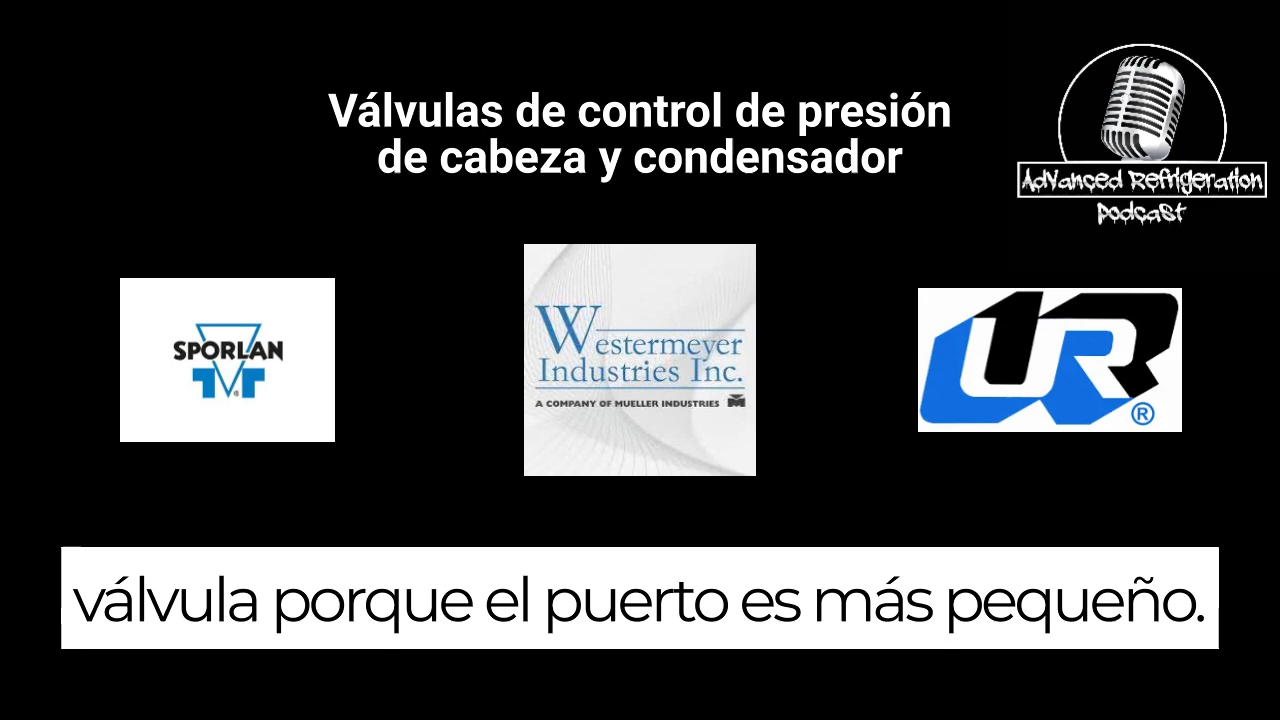 Válvulas de control de presión
de cabeza y condensador
Advanced Refrigeration
Podcast
SPORLAN
®
Westermeyer
Industries Inc.
A COMPANY OF MUELLER INDUSTRIES
UR
®
válvula porque el puerto es más pequeño.